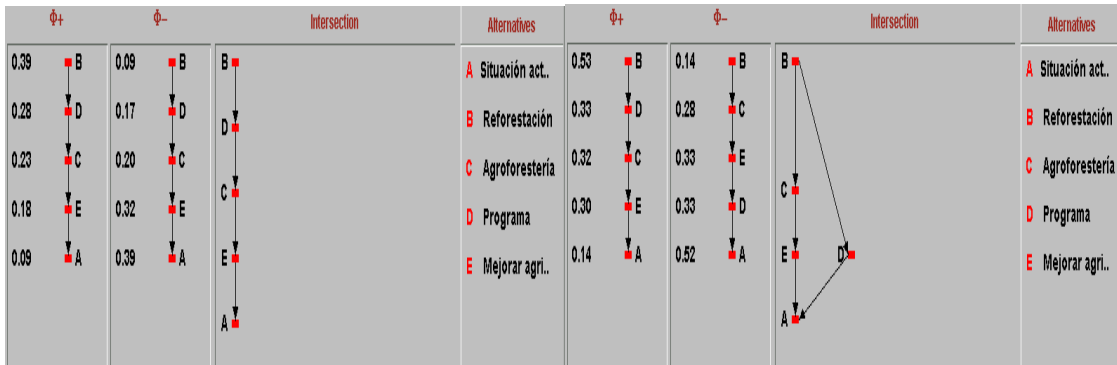 Φ+ Φ− Intersection Alternatives
0.39 B 0.09 B B A Situación act..
0.28 D 0.17 D D B Reforestación
0.23 C 0.20 C C C Agroforestería
0.18 E 0.32 E E D Programa
0.09 A 0.39 A A E Mejorar agri..
Φ+ Φ− Intersection Alternatives
0.53 B 0.14 B B A Situación act..
0.33 D 0.28 C B Reforestación
0.32 C 0.33 E C C Agroforestería
0.30 E 0.33 D E D D Programa
0.14 A 0.52 A A E Mejorar agri..